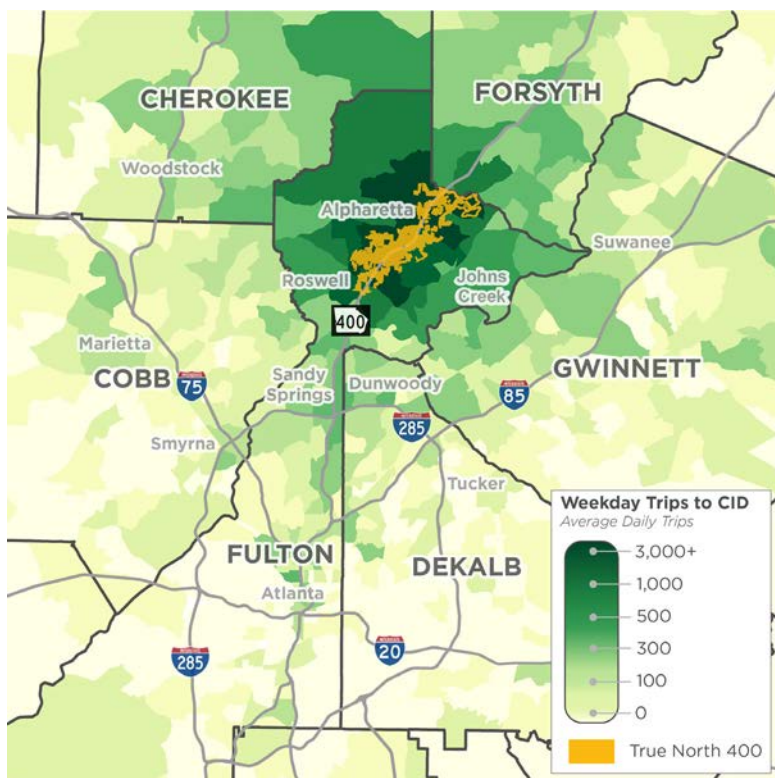 CHEROKEE
FORSYTH
Woodstock
Alpharetta
Suwanee
Roswell
Johns
Creek
400
Marietta
COBB
75
Sandy
Springs
Dunwoody
GWINNETT
85
285
Smyrna
Tucker
FULTON
DEKALB
Atlanta
285
20
Weekday Trips to CID
Average Daily Trips
3,000+
1,000
500
300
100
0
True North 400